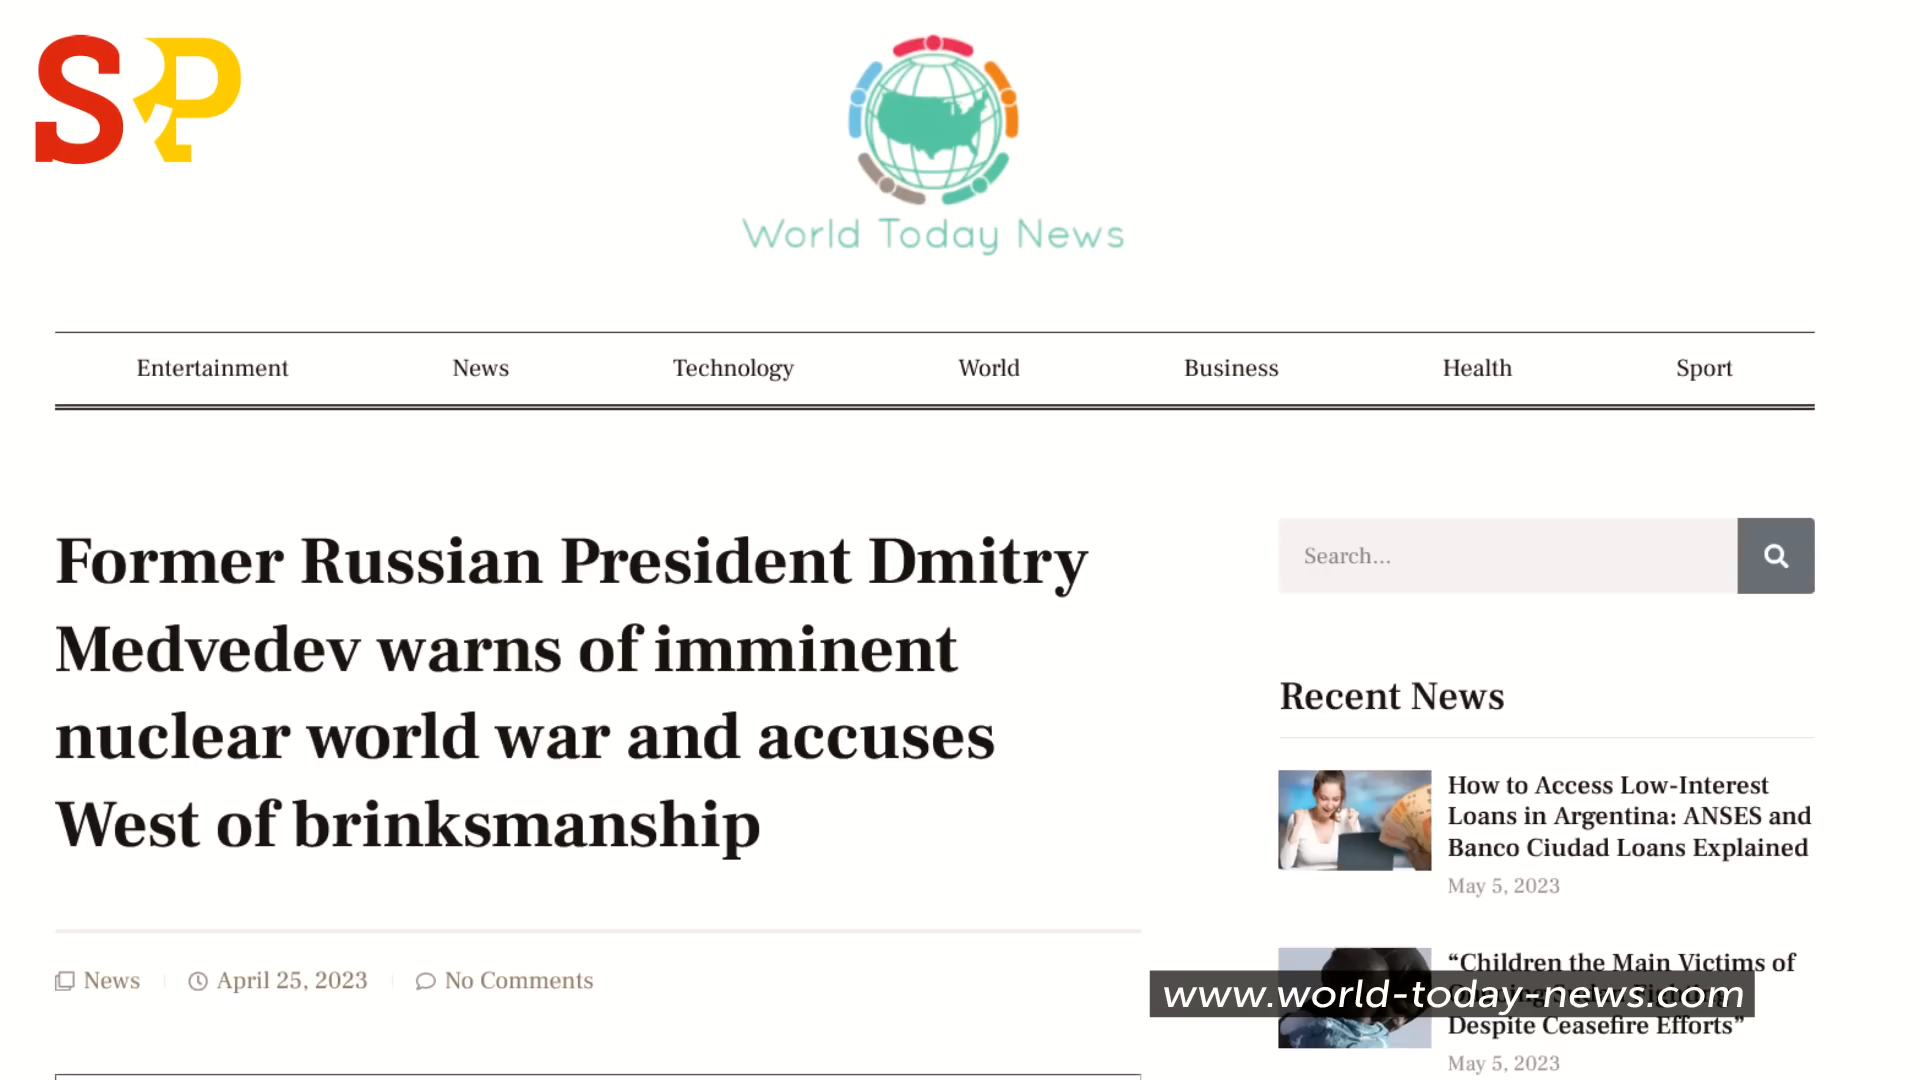 SP
World Today News
Entertainment News Technology World Business Health Sport
Former Russian President Dmitry
Medvedev warns of imminent
nuclear world war and accuses
West of brinksmanship
News April 25, 2023 No Comments
Search...
Recent News
How to Access Low-Interest
Loans in Argentina: ANSES and
Banco Ciudad Loans Explained
May 5, 2023
“Children the Main Victims of
Despite Ceasefire Efforts”
May 5, 2023
www.world-today-news.com